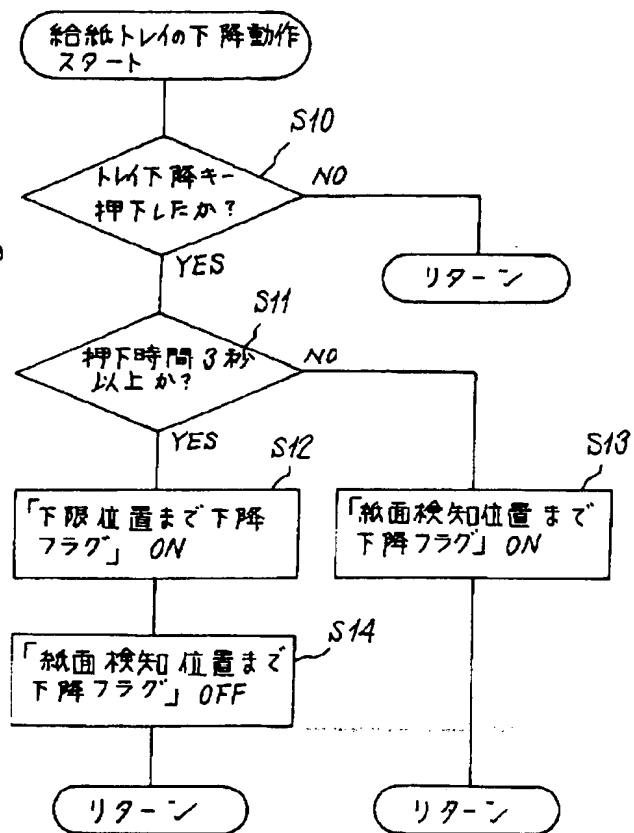 給紙トレイの下降動作
スタート
S10
トレイ下降キー
押下したか?
NO
YES
リターン
S11
押下時間3秒
以上か?
NO
YES
S12
S13
「下限位置まで下降
フラグ」 ON
「紙面検知位置まで
下降フラグ」 ON
S14
「紙面検知位置まで
下降フラグ」 OFF
リターン
リターン